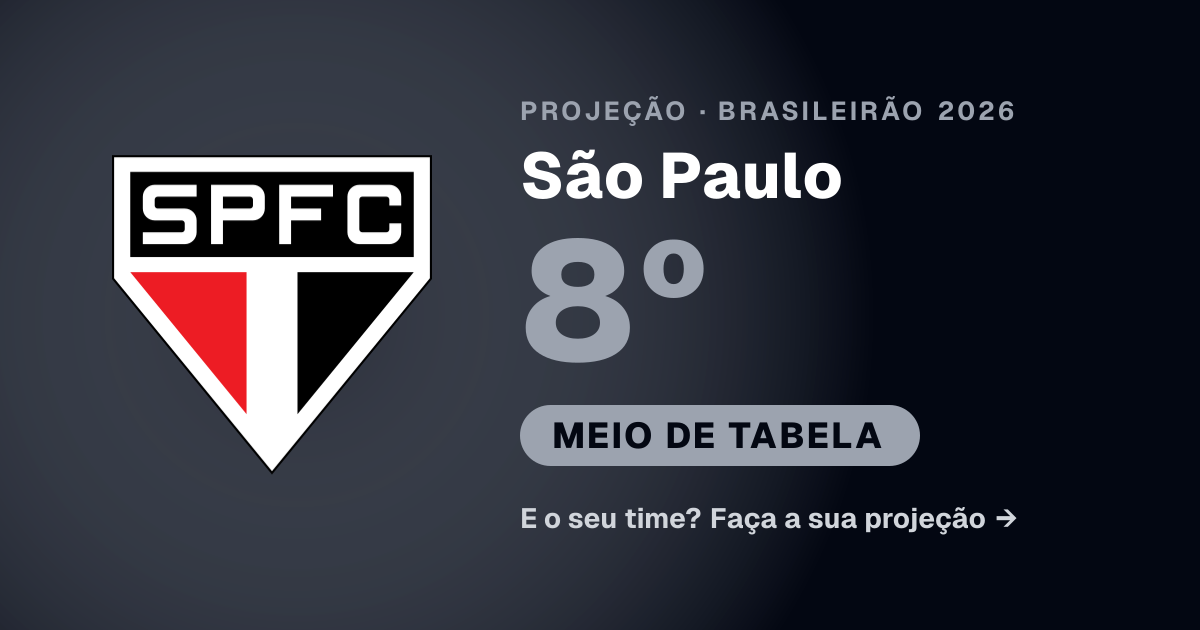 SPFC
PROJEÇÃO · BRASILEIRÃO 2026
São Paulo
8º
MEIO DE TABELA
E o seu time? Faça a sua projeção →